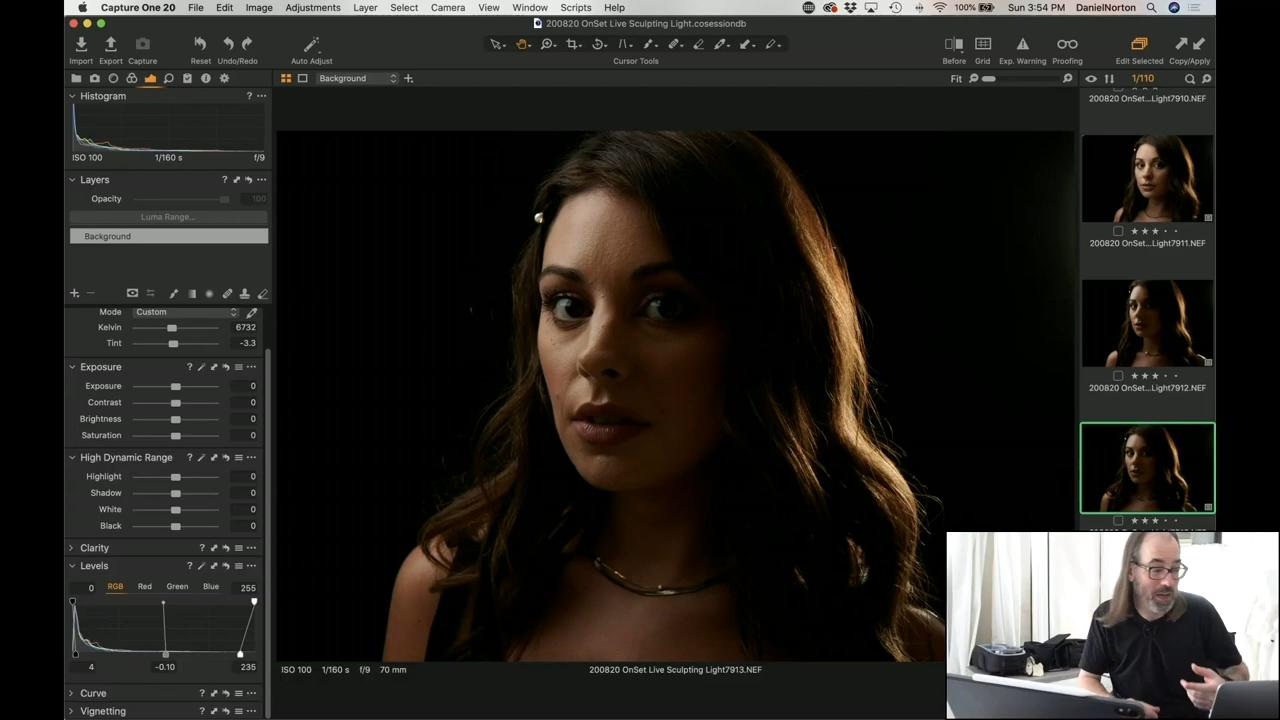 Capture One 20 File Edit Image Adjustments Layer Select Camera View Window Scripts Help 100% Sun 3:54 PM DanielNorton
200820 OnSet Live Sculpting Light.cosessiondb
Import Export Capture Reset Undo/Redo Auto Adjust Cursor Tools Before Grid Exp. Warning Proofing Edit Selected Copy/Apply
Background Fit 1/110
Histogram ? ...
ISO 100 1/160 s f/9
Layers ? ...
Opacity 100
Luma Range...
Background
Mode Custom
Kelvin 6732
Tint -3.3
Exposure ? ...
Exposure 0
Contrast 0
Brightness 0
Saturation 0
High Dynamic Range ? ...
Highlight 0
Shadow 0
White 0
Black 0
Clarity ? ...
Levels ? ...
0 RGB Red Green Blue 255
4 -0.10 235
Curve ? ...
Vignetting ? ...
ISO 100 1/160 s f/9 70 mm 200820 OnSet Live Sculpting Light7913.NEF
200820 OnSet...Light7910.NEF
200820 OnSet...Light7911.NEF
200820 OnSet...Light7912.NEF